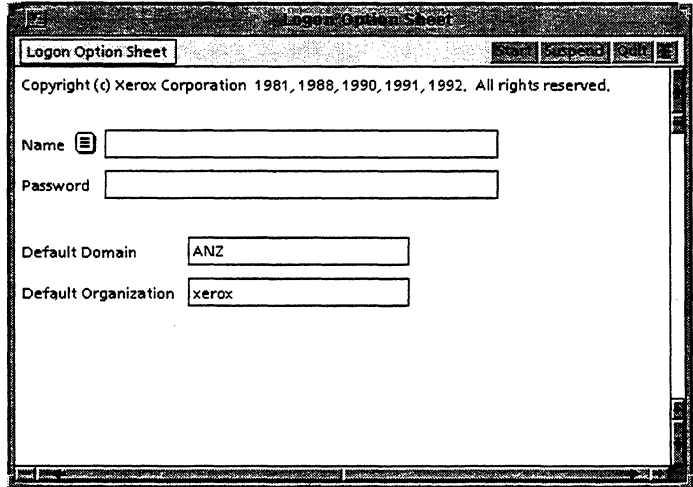 Logon Option Sheet
Logon Option Sheet Start Suspend Quit
Copyright (c) Xerox Corporation 1981, 1988, 1990, 1991, 1992. All rights reserved.
Name
Password
Default Domain ANZ
Default Organization xerox